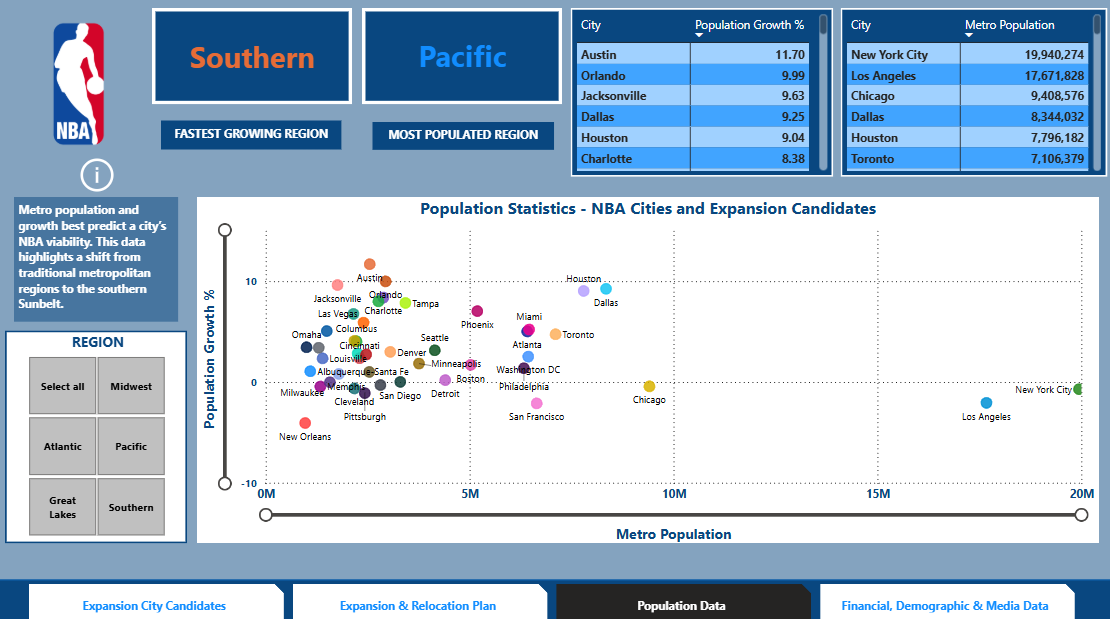 NBA
Southern
FASTEST GROWING REGION
Pacific
MOST POPULATED REGION
City Population Growth %
Austin 11.70
Orlando 9.99
Jacksonville 9.63
Dallas 9.25
Houston 9.04
Charlotte 8.38
City Metro Population
New York City 19,940,274
Los Angeles 17,671,828
Chicago 9,408,576
Dallas 8,344,032
Houston 7,796,182
Toronto 7,106,379
i
Metro population and
growth best predict a city's
NBA viability. This data
highlights a shift from
traditional metropolitan
regions to the southern
Sunbelt.
REGION
Select all Midwest
Atlantic Pacific
Great
Lakes
Southern
Population Statistics - NBA Cities and Expansion Candidates
Population Growth %
10
0
-10
Austin
Houston
Orlando
Jacksonville
Dallas
Tampa
Charlotte
Las Vegas
Phoenix
Miami
Columbus
Omaha
Toronto
Seattle
Cincinnati
Atlanta
Denver
Louisville
Minneapolis
Albuquerque-Santa Fe
Washington DC
Boston
Memphis
Philadelphia
Milwaukee
Cleveland
San Diego
Detroit
Pittsburgh
San Francisco
Chicago
New York City
Los Angeles
New Orleans
0M 5M 10M 15M 20M
Metro Population
Expansion City Candidates
Expansion & Relocation Plan
Population Data
Financial, Demographic & Media Data